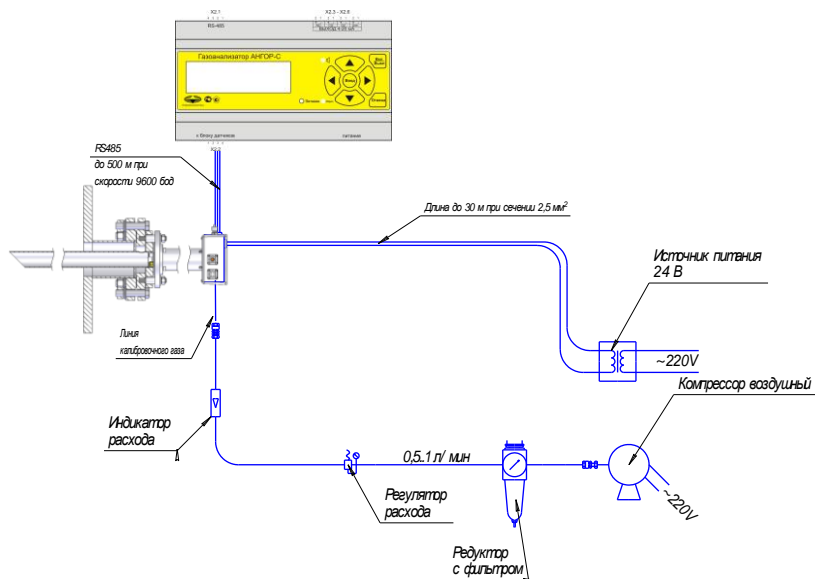 X2.1
X2.3 - X2.6
RS-485
Газоанализатор АНГОР-С
Ввод
Отмена
к блоку датчиков
питание
X2.2
RS485
до 500 м при
скорости 9600 бод
Длина до 30 м при сечении 2,5 мм²
Источник питания
24 В
~220V
Линия
калибровочного газа
Компрессор воздушный
Индикатор
расхода
0,5..1 л/ мин
Регулятор
расхода
~220V
Редуктор
с фильтром